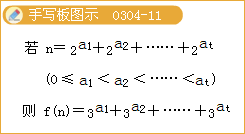 手写板图示 0304-11
若 n=2^a1+2^a2+……+2^at
(0≤a1<a2<……<at)
则 f(n)=3^a1+3^a2+……+3^at